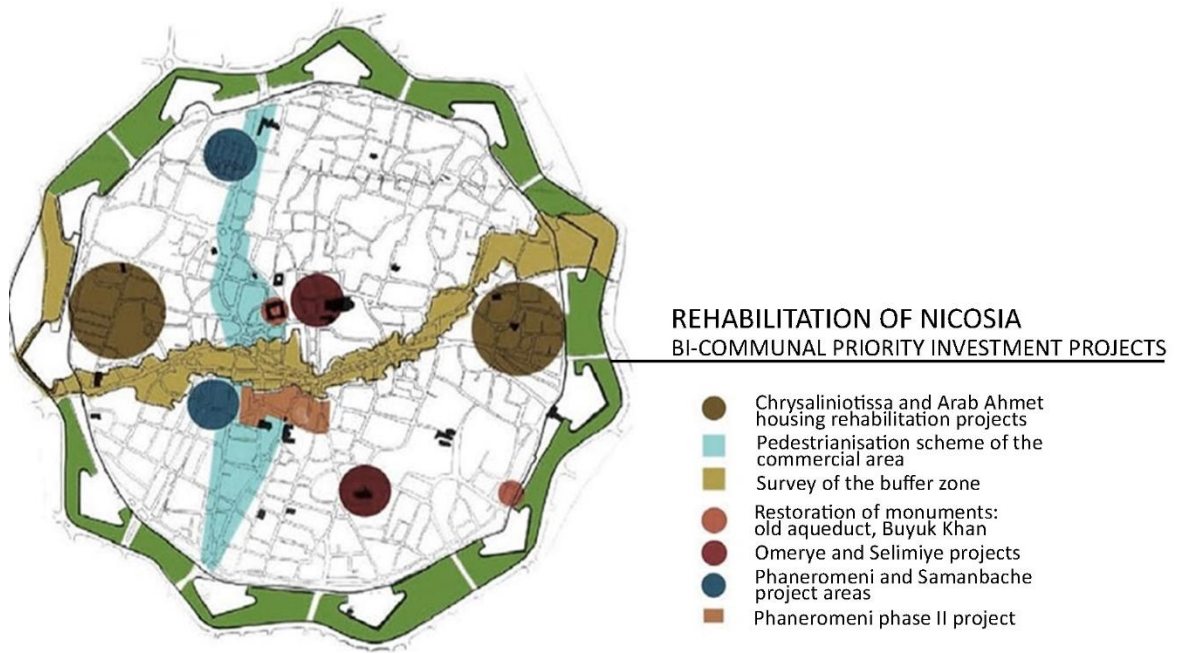 REHABILITATION OF NICOSIA
BI-COMMUNAL PRIORITY INVESTMENT PROJECTS
Chrysaliniotissa and Arab Ahmet
housing rehabilitation projects
Pedestrianisation scheme of the
commercial area
Survey of the buffer zone
Restoration of monuments:
old aqueduct, Buyuk Khan
Omerye and Selimiye projects
Phaneromeni and Samanbache
project areas
Phaneromeni phase II project